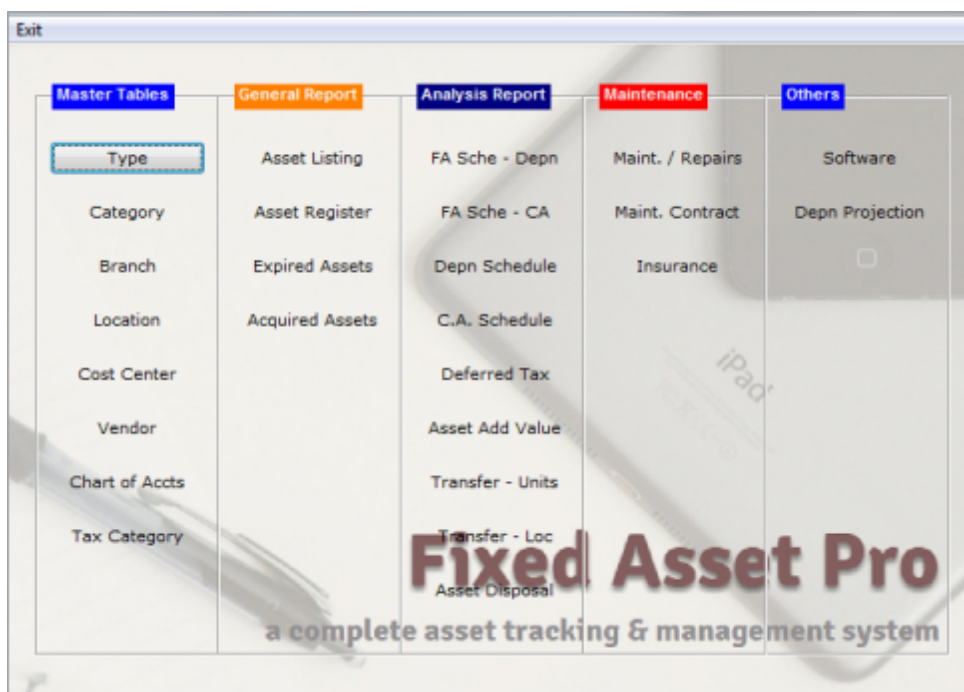 Exit
Master Tables
Type
Category
Branch
Location
Cost Center
Vendor
Chart of Accts
Tax Category
General Report
Asset Listing
Asset Register
Expired Assets
Acquired Assets
Analysis Report
FA Sche - Depn
FA Sche - CA
Depn Schedule
C.A. Schedule
Deferred Tax
Asset Add Value
Transfer - Units
Transfer - Loc
Asset Disposal
Maintenance
Maint. / Repairs
Maint. Contract
Insurance
Others
Software
Depn Projection
iPad
Fixed Asset Pro
a complete asset tracking & management system